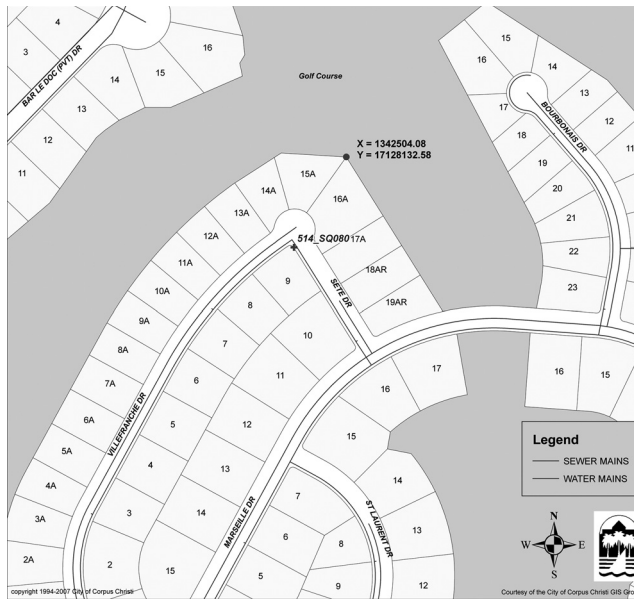 4
3
BAR LE DOC (PVT) DR
16
15
14
13
12
11
Golf Course
15
16
14
13
12
11
17
18
19
20
21
22
23
BOURBONAIS DR
X = 1342504.08
Y = 17128132.58
15A
14A
16A
13A
12A
514_SQ080
17A
11A
18AR
10A
19AR
9A
SETE DR
9
8
10
7
8A
11
6
7A
6A
5A
4A
3A
2A
VILLEFRANCHE DR
5
4
3
2
12
13
14
15
MARSEILLE DR
16
17
15
14
13
12
ST LAURENT DR
7
6
5
8
9
16
15
Legend
SEWER MAINS
WATER MAINS
N
W
E
S
copyright 1994-2007 City of Corpus Christi
Courtesy of the City of Corpus Christi GIS Gro